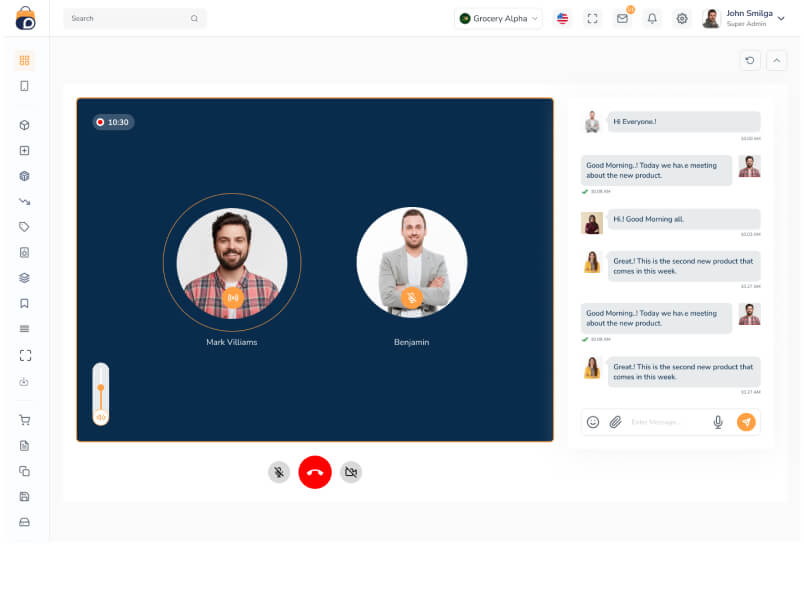 Search
Grocery Alpha
John Smilga
Super Admin
10:30
Mark Villiams
Benjamin
Hi Everyone.!
10:00 AM
Good Morning..! Today we have meeting
about the new product.
10:08 AM
Hi.! Good Morning all.
10:03 AM
Great.! This is the second new product that
comes in this week.
10:27 AM
Good Morning..! Today we have meeting
about the new product.
10:08 AM
Great.! This is the second new product that
comes in this week.
10:27 AM
Enter Message...